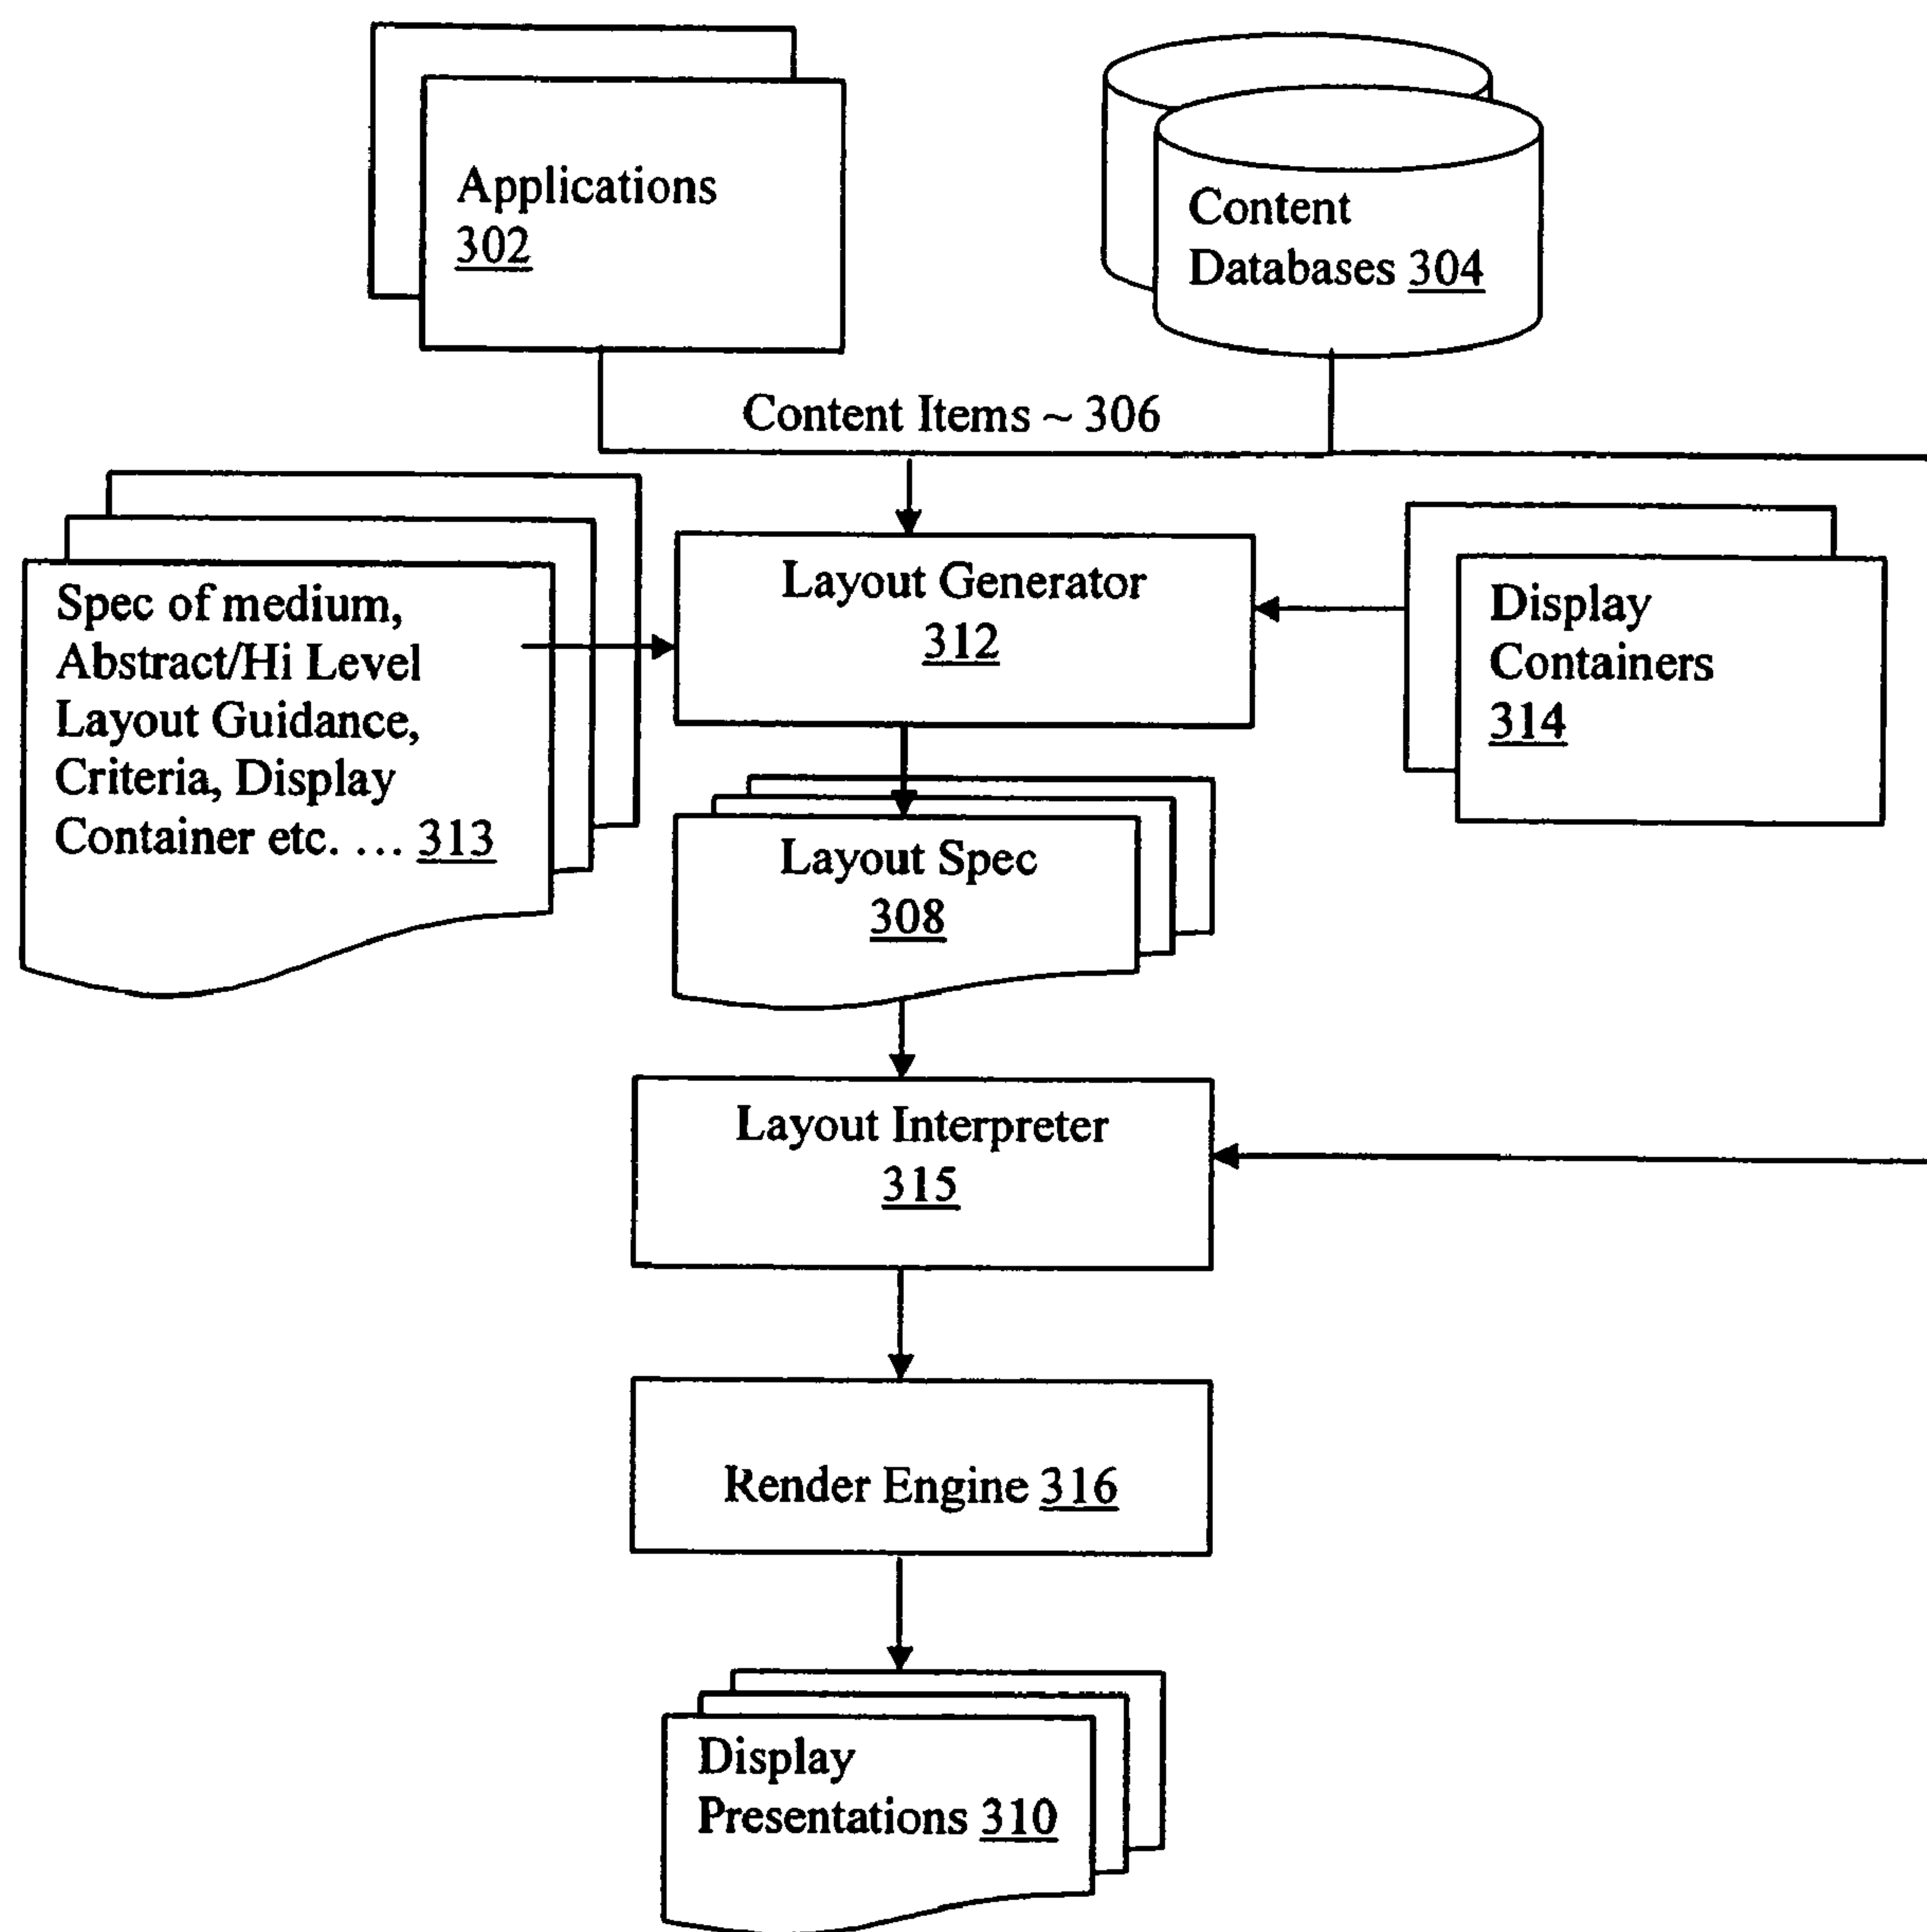 Applications
302
Content
Databases 304
Content Items ~ 306
Spec of medium,
Abstract/Hi Level
Layout Guidance,
Criteria, Display
Container etc. … 313
Layout Generator
312
Display
Containers
314
Layout Spec
308
Layout Interpreter
315
Render Engine 316
Display
Presentations 310